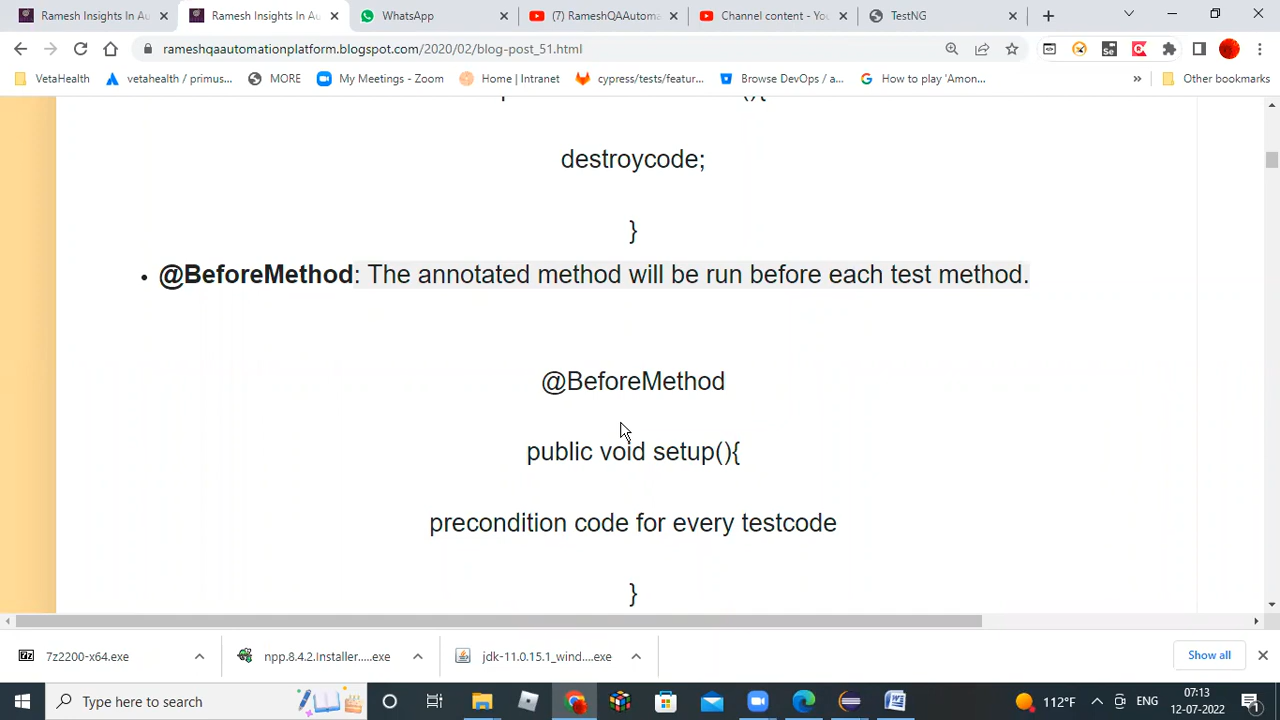 Ramesh Insights In Au
Ramesh Insights In Au
WhatsApp
(7) RameshQAAutoma
Channel content - You
TestNG
rameshqaautomationplatform.blogspot.com/2020/02/blog-post_51.html
VetaHealth
vetahealth / primus...
MORE
My Meetings - Zoom
Home | Intranet
cypress/tests/featur...
Browse DevOps / a...
How to play 'Amon...
»
Other bookmarks
destroycode;
}
• @BeforeMethod: The annotated method will be run before each test method.
@BeforeMethod
public void setup(){
precondition code for every testcode
}
7z2200-x64.exe
npp.8.4.2.Installer.....exe
jdk-11.0.15.1_wind....exe
Show all
Type here to search
112°F
ENG
07:13
12-07-2022